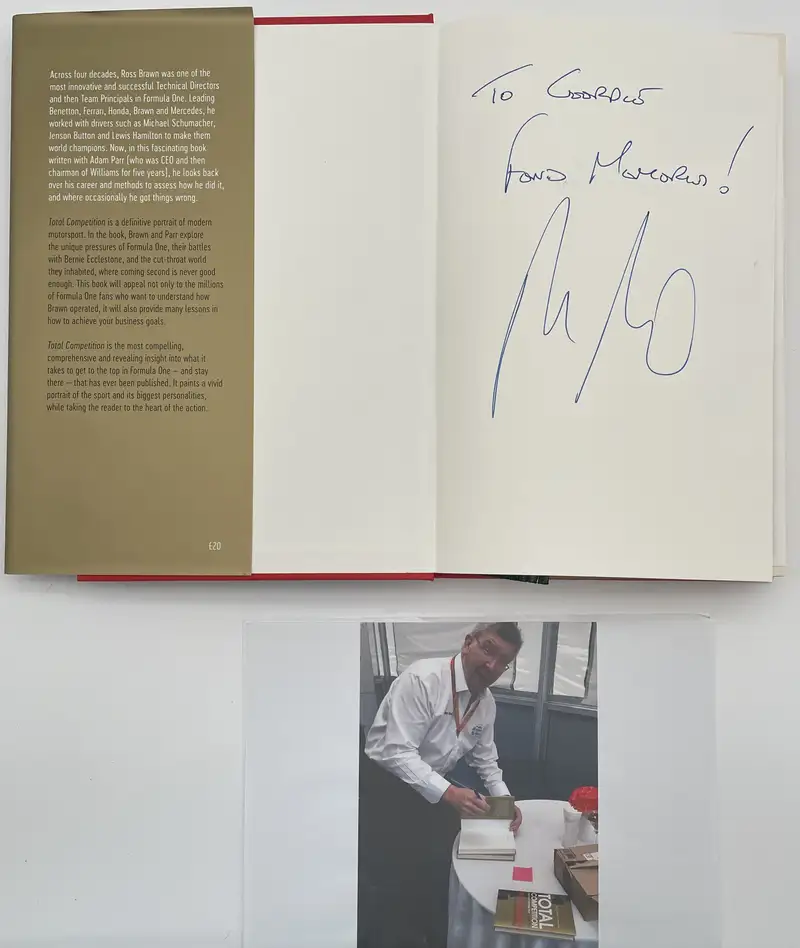 Across four decades, Ross Brawn was one of the
most innovative and successful Technical Directors
and then Team Principals in Formula One. Leading
Benetton, Ferrari, Honda, Brawn and Mercedes, he
worked with drivers such as Michael Schumacher,
Jenson Button and Lewis Hamilton to make them
world champions. Now, in this fascinating book
written with Adam Parr (who was CEO and then
chairman of Williams for five years), he looks back
over his career and methods to assess how he did it,
and where occasionally he got things wrong.
Total Competition is a definitive portrait of modern
motorsport. In the book, Brawn and Parr explore
the unique pressures of Formula One, their battles
with Bernie Ecclestone, and the cut-throat world
they inhabited, where coming second is never good
enough. This book will appeal not only to the millions
of Formula One fans who want to understand how
Brawn operated, it will also provide many lessons in
how to achieve your business goals.
Total Competition is the most compelling,
comprehensive and revealing insight into what it
takes to get to the top in Formula One – and stay
there – that has ever been published. It paints a vivid
portrait of the sport and its biggest personalities,
while taking the reader to the heart of the action.
£20
To
Fond Memories!
TOTAL
COMPETITION